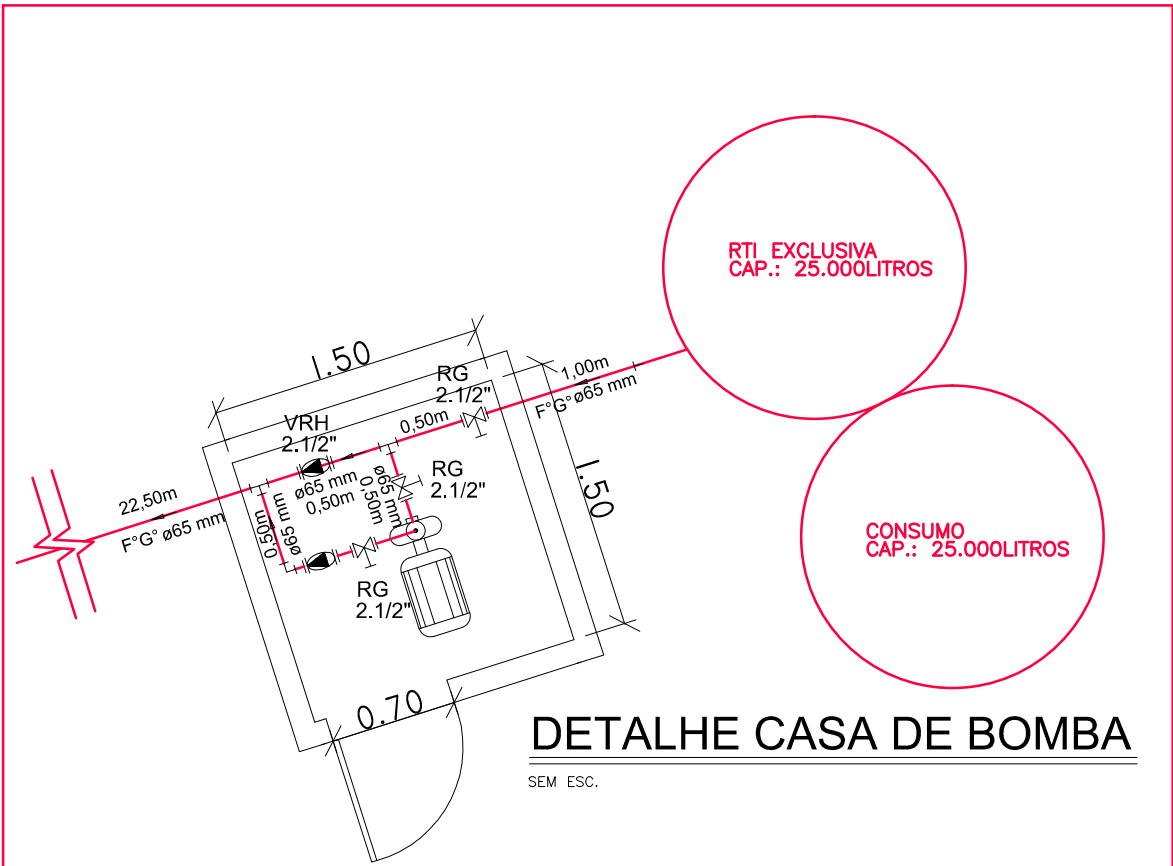 RTI EXCLUSIVA
CAP.: 25.000LITROS
1.50
RG
2.1/2"
1,00m
F°G° ø65 mm
VRH
2.1/2"
0,50m
RG
2.1/2"
ø65 mm
0,50m
ø65 mm
0,50m
1.50
22,50m
F°G° ø65 mm
0,50m
ø65 mm
CONSUMO
CAP.: 25.000LITROS
RG
2.1/2"
0.70
DETALHE CASA DE BOMBA
SEM ESC.